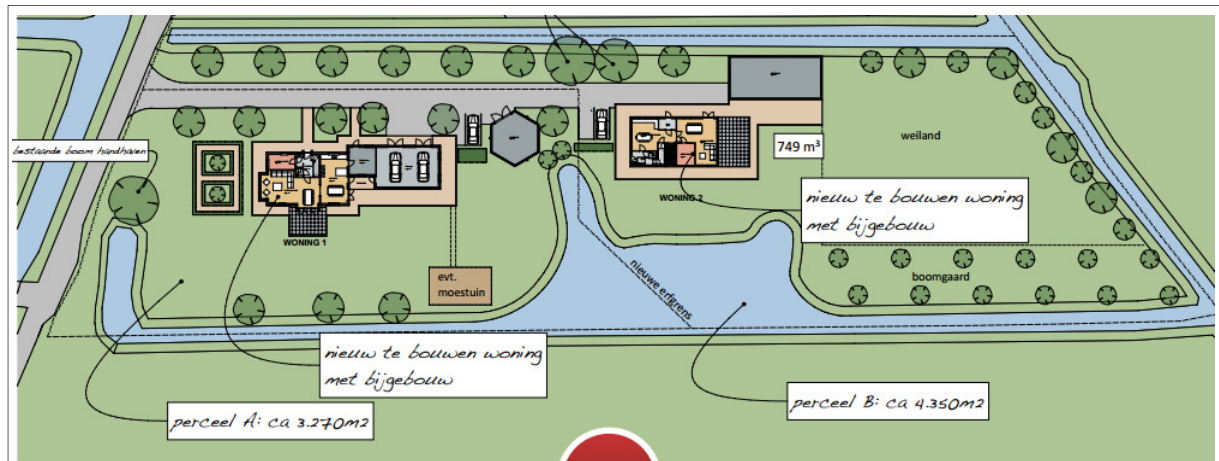 bestaande boom handhaven
WONING 1
evt.
moestuin
nieuwe erfgrens
WONING 2
749 m³
weiland
nieuw te bouwen woning
met bijgebouw
boomgaard
nieuw te bouwen woning
met bijgebouw
perceel A: ca 3.270m2
perceel B: ca 4.350m2